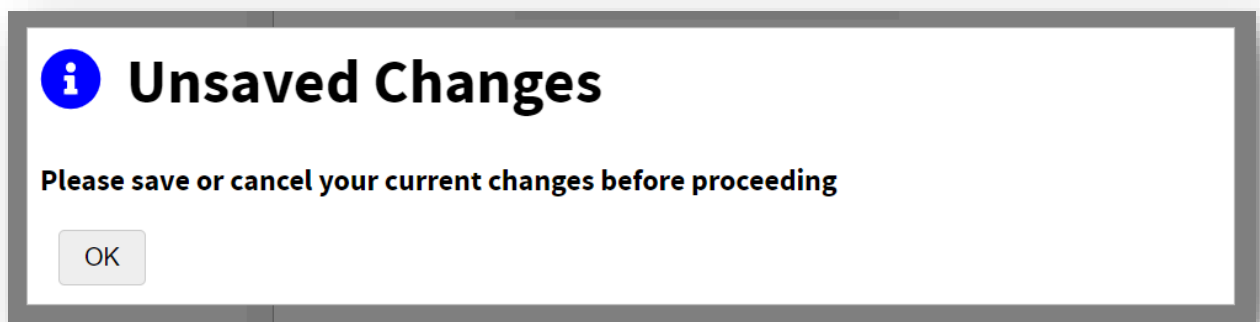 Unsaved Changes
Please save or cancel your current changes before proceeding
OK